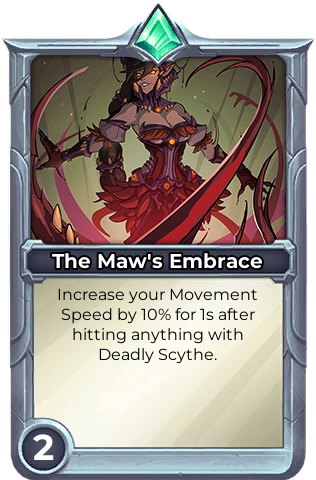 The Maw's Embrace
Increase your Movement
Speed by 10% for 1s after
hitting anything with
Deadly Scythe.
2